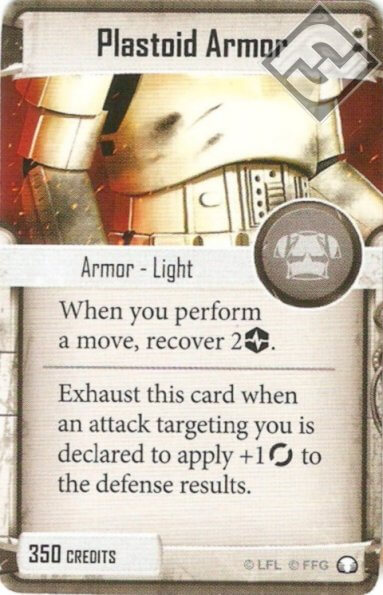 Plastoid Armor
Armor - Light
When you perform
a move, recover 2.
Exhaust this card when
an attack targeting you is
declared to apply +1 to
the defense results.
350 CREDITS
© LFL © FFG